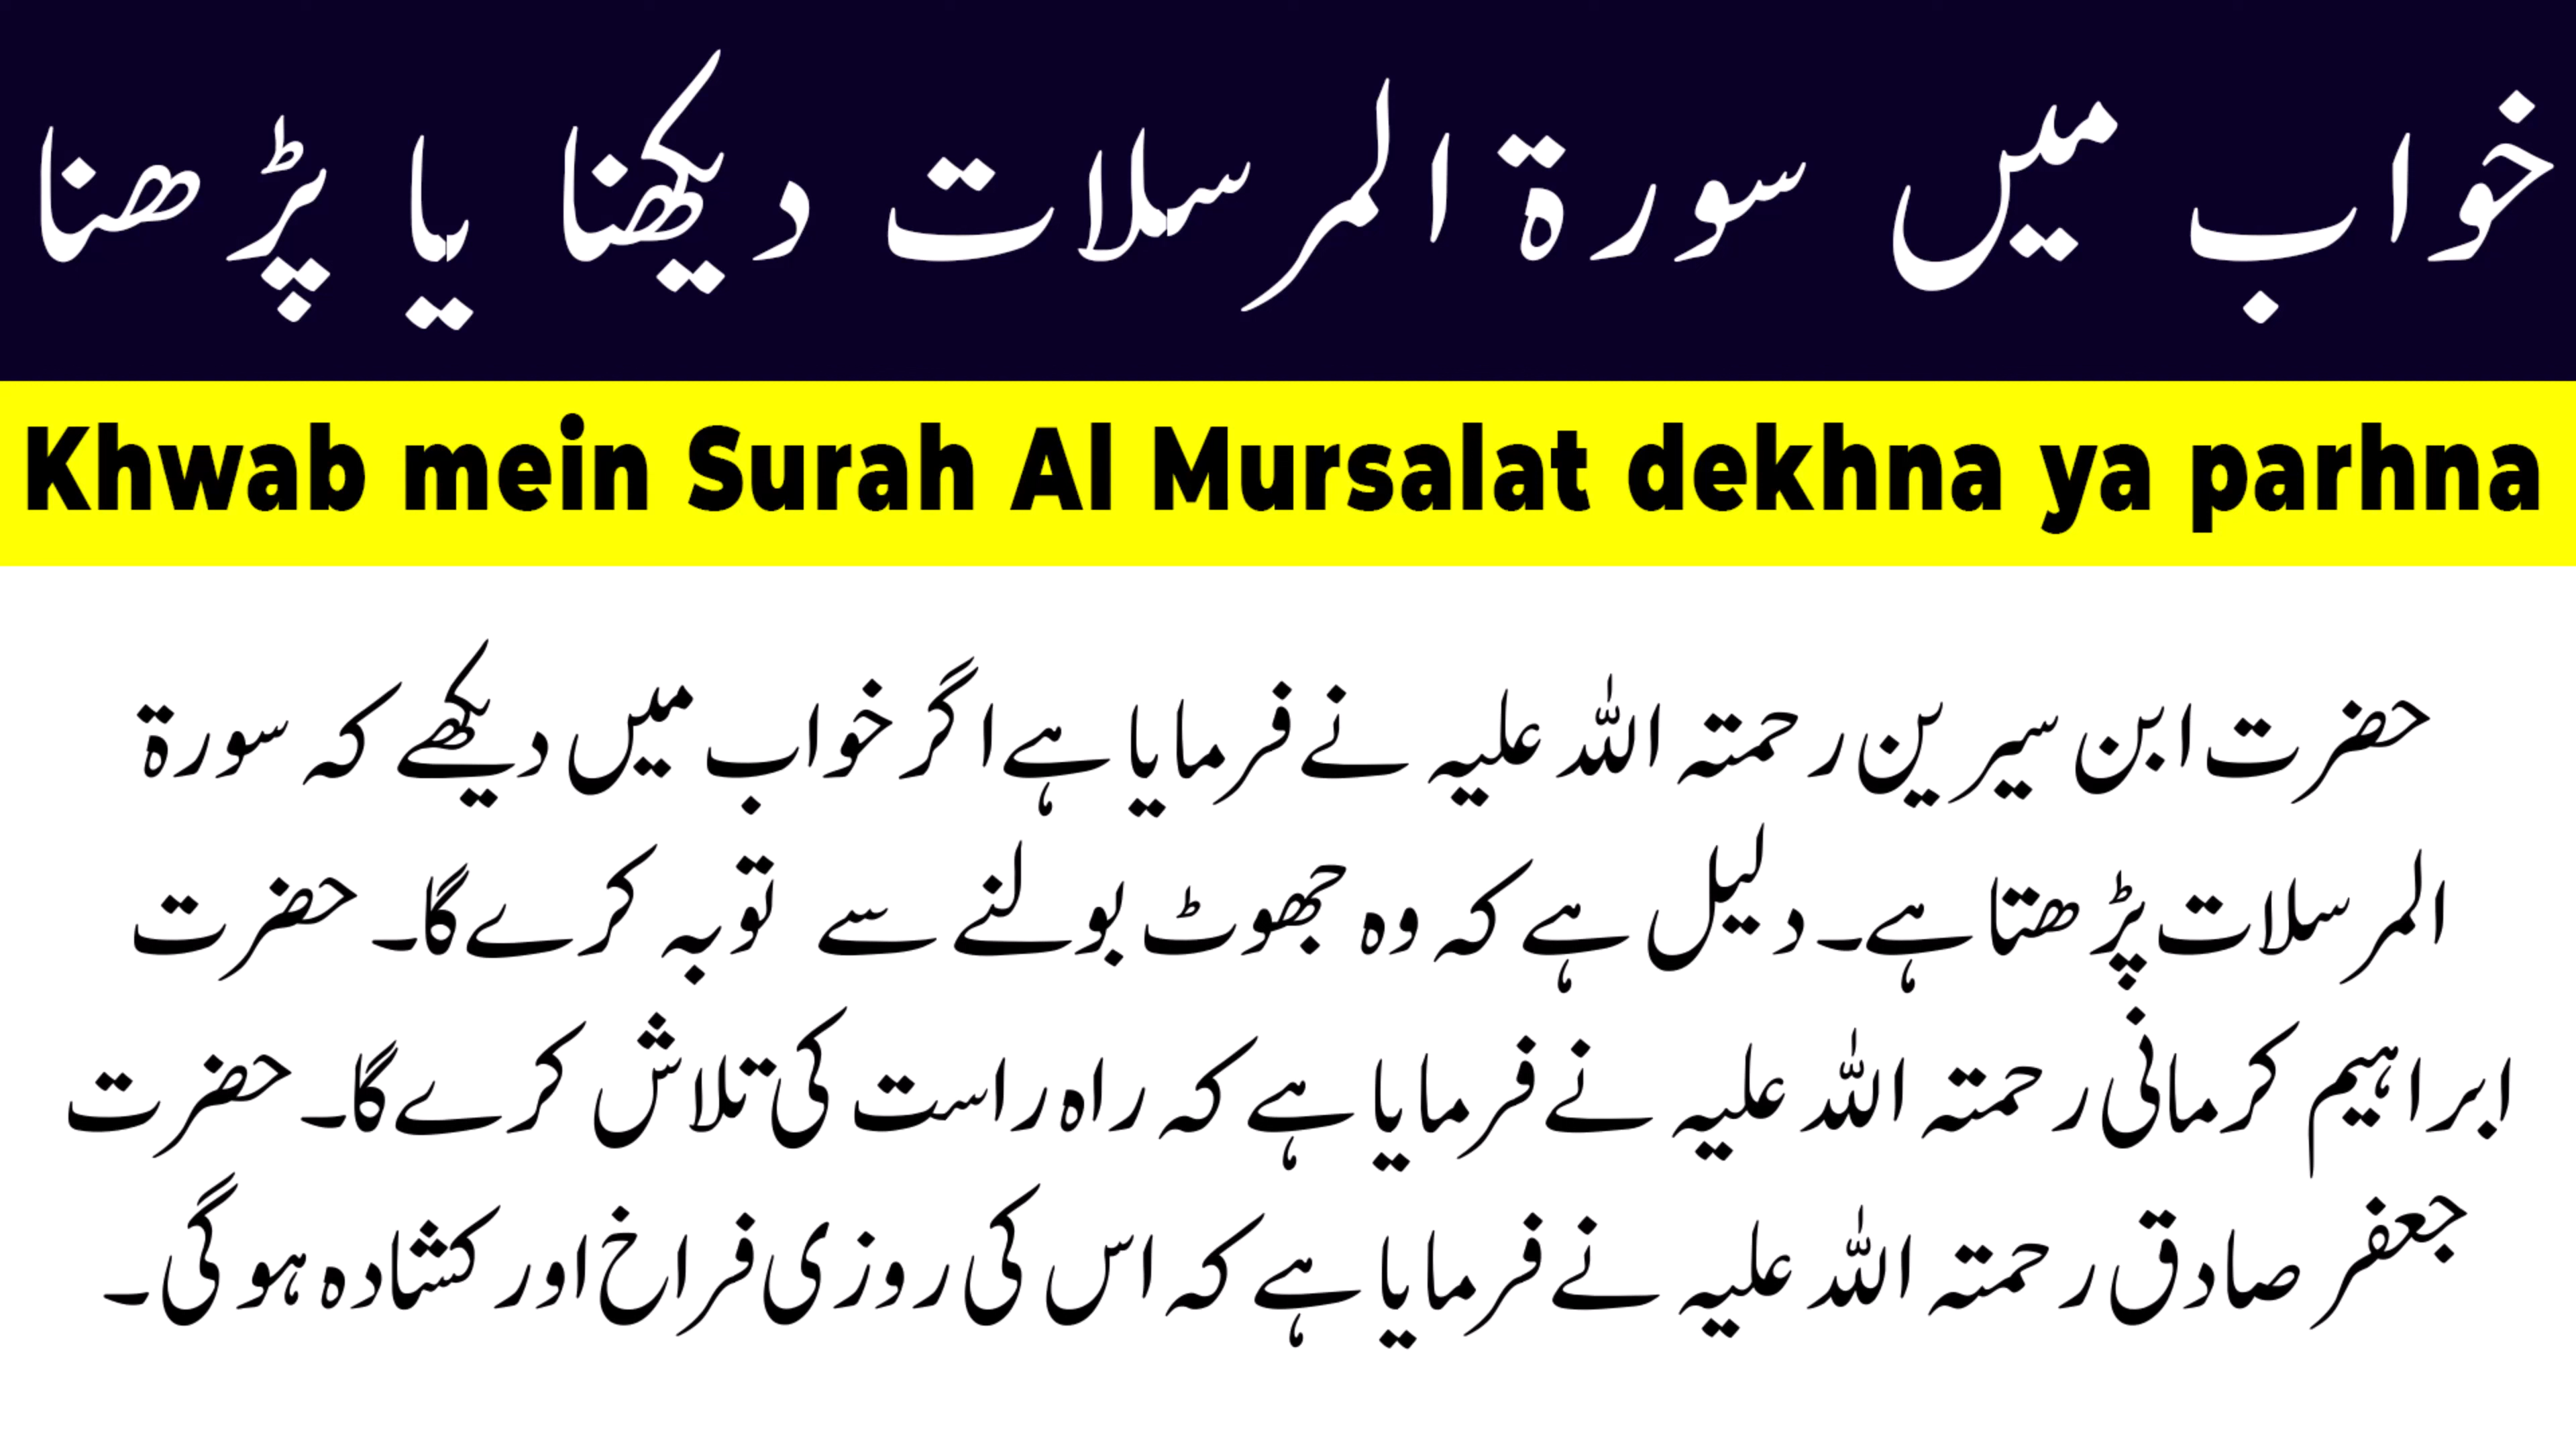 خواب میں سورۃ المرسلات دیکھنا یا پڑھنا
Khwab mein Surah Al Mursalat dekhna ya parhna
حضرت ابن سیرین رحمتہ اللہ علیہ نے فرمایا ہے اگر خواب میں دیکھے کہ سورۃ
المرسلات پڑھتا ہے۔ دلیل ہے کہ وہ جھوٹ بولنے سے توبہ کرے گا۔ حضرت
ابراہیم کرمانی رحمتہ اللہ علیہ نے فرمایا ہے کہ راہ راست کی تلاش کرے گا۔ حضرت
جعفر صادق رحمتہ اللہ علیہ نے فرمایا ہے کہ اس کی روزی فراخ اور کشادہ ہو گی۔